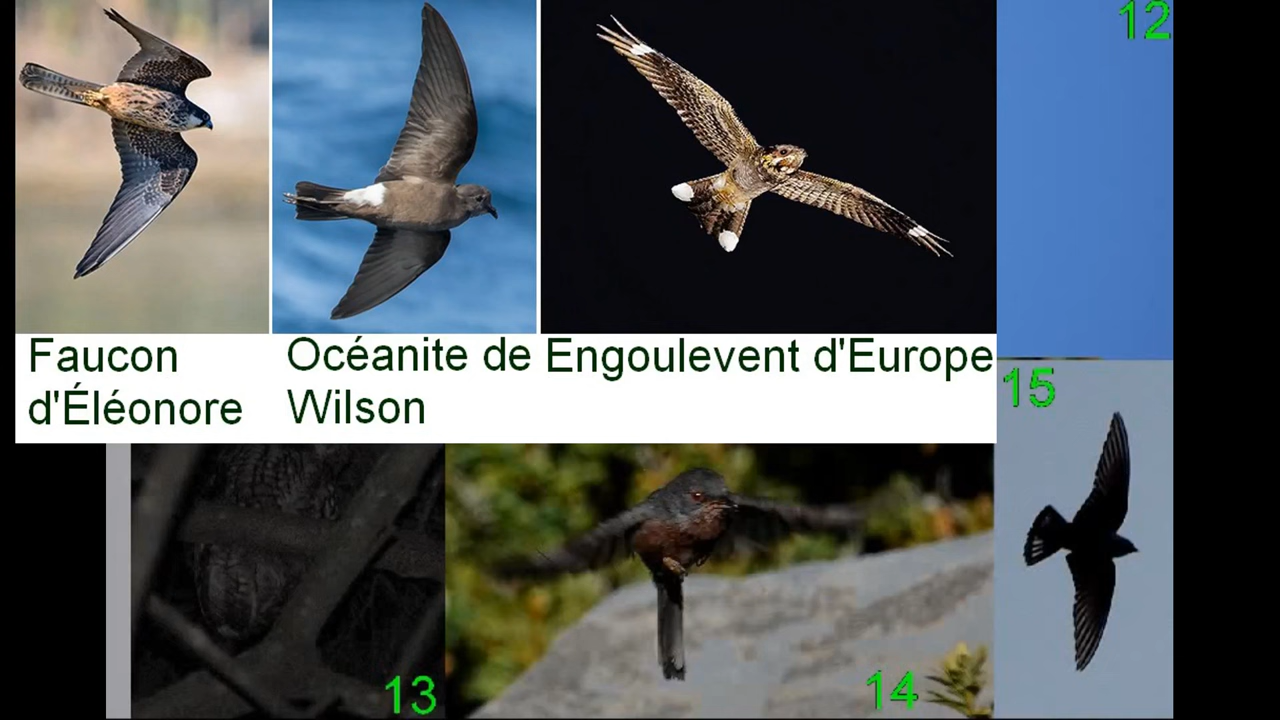 12
Faucon
d'Éléonore
Océanite de
Wilson
Engoulevent d'Europe
15
13
14